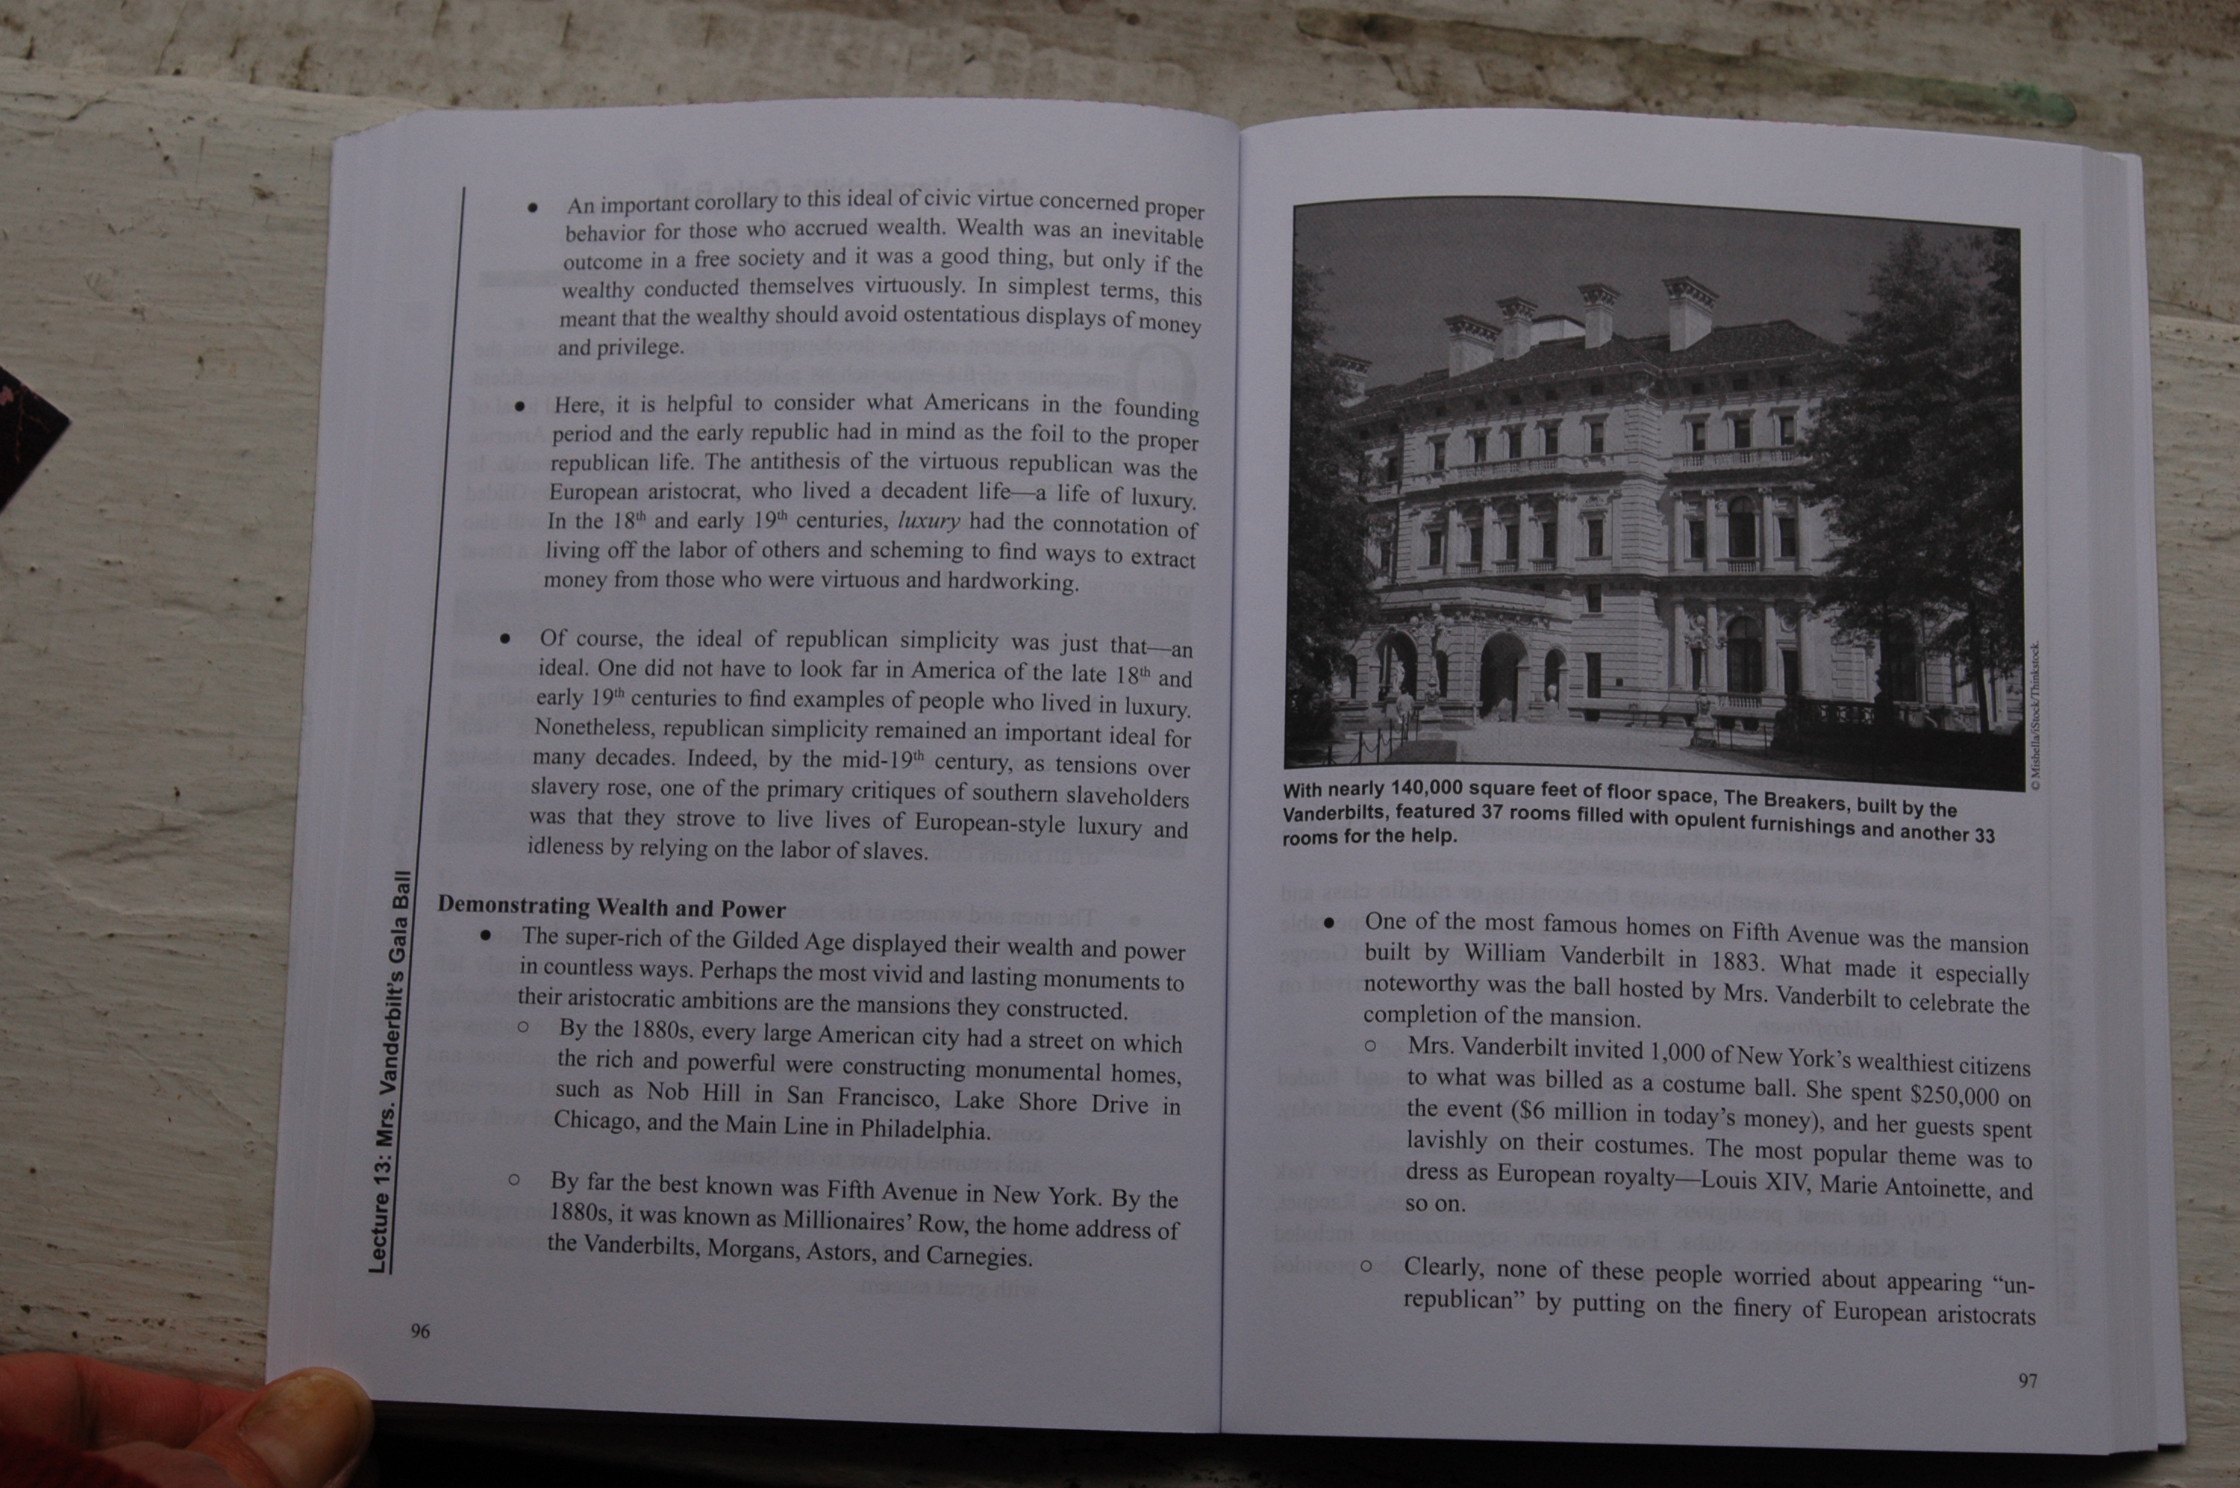 An important corollary to this ideal of civic virtue concerned proper
behavior for those who accrued wealth. Wealth was an inevitable
outcome in a free society and it was a good thing, but only if the
wealthy conducted themselves virtuously. In simplest terms, this
meant that the wealthy should avoid ostentatious displays of money
and privilege.
Here, it is helpful to consider what Americans in the founding
period and the early republic had in mind as the foil to the proper
republican life. The antithesis of the virtuous republican was the
European aristocrat, who lived a decadent life—a life of luxury.
In the 18th and early 19th centuries, luxury had the connotation of
living off the labor of others and scheming to find ways to extract
money from those who were virtuous and hardworking.
Of course, the ideal of republican simplicity was just that—an
ideal. One did not have to look far in America of the late 18th and
early 19th centuries to find examples of people who lived in luxury.
Nonetheless, republican simplicity remained an important ideal for
many decades. Indeed, by the mid-19th century, as tensions over
slavery rose, one of the primary critiques of southern slaveholders
was that they strove to live lives of European-style luxury and
idleness by relying on the labor of slaves.
Demonstrating Wealth and Power
The super-rich of the Gilded Age displayed their wealth and power
in countless ways. Perhaps the most vivid and lasting monuments to
their aristocratic ambitions are the mansions they constructed.
By the 1880s, every large American city had a street on which
the rich and powerful were constructing monumental homes,
such as Nob Hill in San Francisco, Lake Shore Drive in
Chicago, and the Main Line in Philadelphia.
By far the best known was Fifth Avenue in New York. By the
1880s, it was known as Millionaires' Row, the home address of
the Vanderbilts, Morgans, Astors, and Carnegies.
Lecture 13: Mrs. Vanderbilt's Gala Ball
96
© Mishella/iStock/Thinkstock.
With nearly 140,000 square feet of floor space, The Breakers, built by the
Vanderbilts, featured 37 rooms filled with opulent furnishings and another 33
rooms for the help.
One of the most famous homes on Fifth Avenue was the mansion
built by William Vanderbilt in 1883. What made it especially
noteworthy was the ball hosted by Mrs. Vanderbilt to celebrate the
completion of the mansion.
Mrs. Vanderbilt invited 1,000 of New York's wealthiest citizens
to what was billed as a costume ball. She spent $250,000 on
the event ($6 million in today's money), and her guests spent
lavishly on their costumes. The most popular theme was to
dress as European royalty—Louis XIV, Marie Antoinette, and
so on.
Clearly, none of these people worried about appearing "un-
republican" by putting on the finery of European aristocrats
97